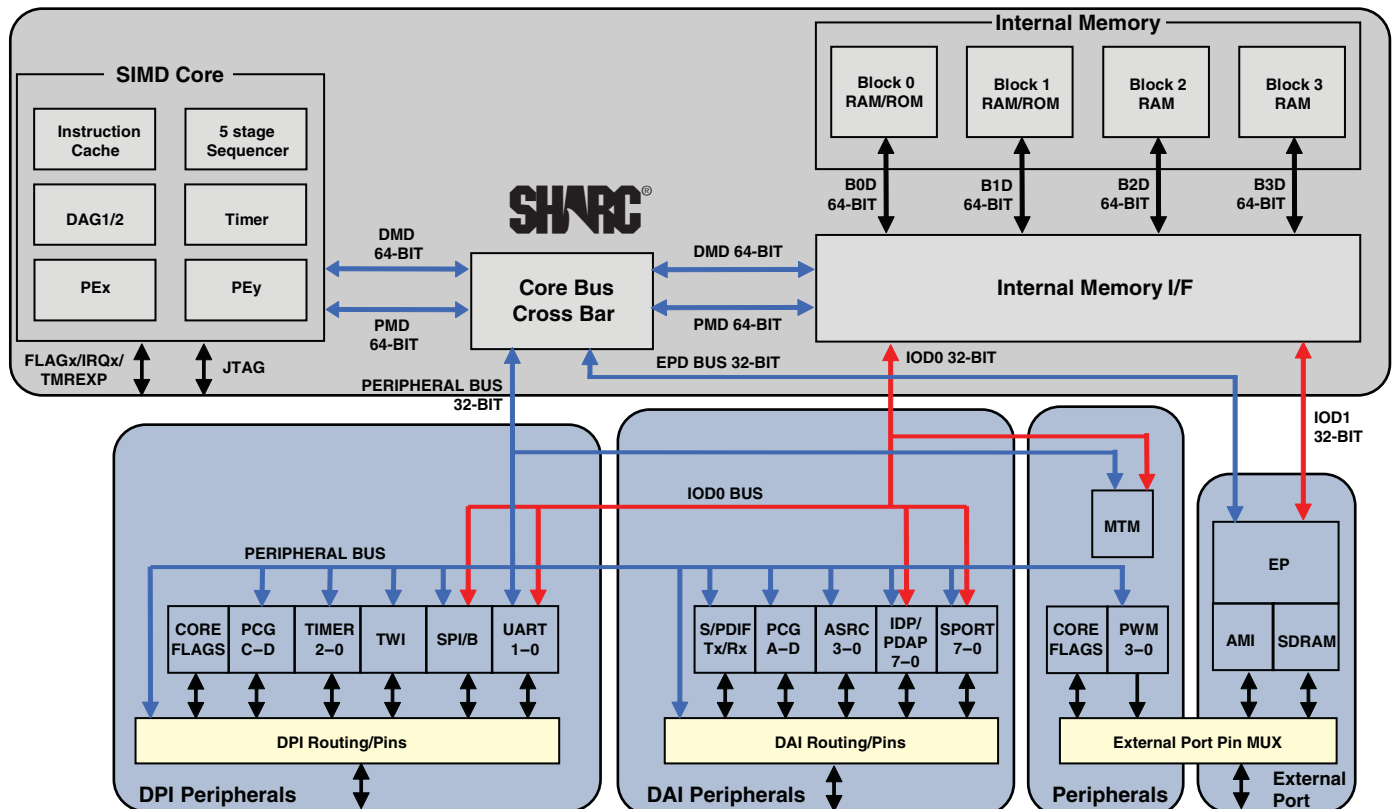 Internal Memory
SIMD Core
Block 0
RAM/ROM
Block 1
RAM/ROM
Block 2
RAM
Block 3
RAM
Instruction
Cache
5 stage
Sequencer
DAG1/2
Timer
PEx
PEy
SHARC®
B0D
64-BIT
B1D
64-BIT
B2D
64-BIT
B3D
64-BIT
DMD
64-BIT
PMD
64-BIT
Core Bus
Cross Bar
DMD 64-BIT
PMD 64-BIT
Internal Memory I/F
FLAGx/IRQx/
TMREXP
JTAG
PERIPHERAL BUS
32-BIT
EPD BUS 32-BIT
IOD0 32-BIT
IOD1
32-BIT
IOD0 BUS
PERIPHERAL BUS
MTM
EP
CORE
FLAGS
PCG
C–D
TIMER
2–0
TWI
SPI/B
UART
1–0
S/PDIF
Tx/Rx
PCG
A–D
ASRC
3–0
IDP/
PDAP
7–0
SPORT
7–0
CORE
FLAGS
PWM
3–0
AMI
SDRAM
DPI Routing/Pins
DAI Routing/Pins
External Port Pin MUX
DPI Peripherals
DAI Peripherals
Peripherals
External
Port